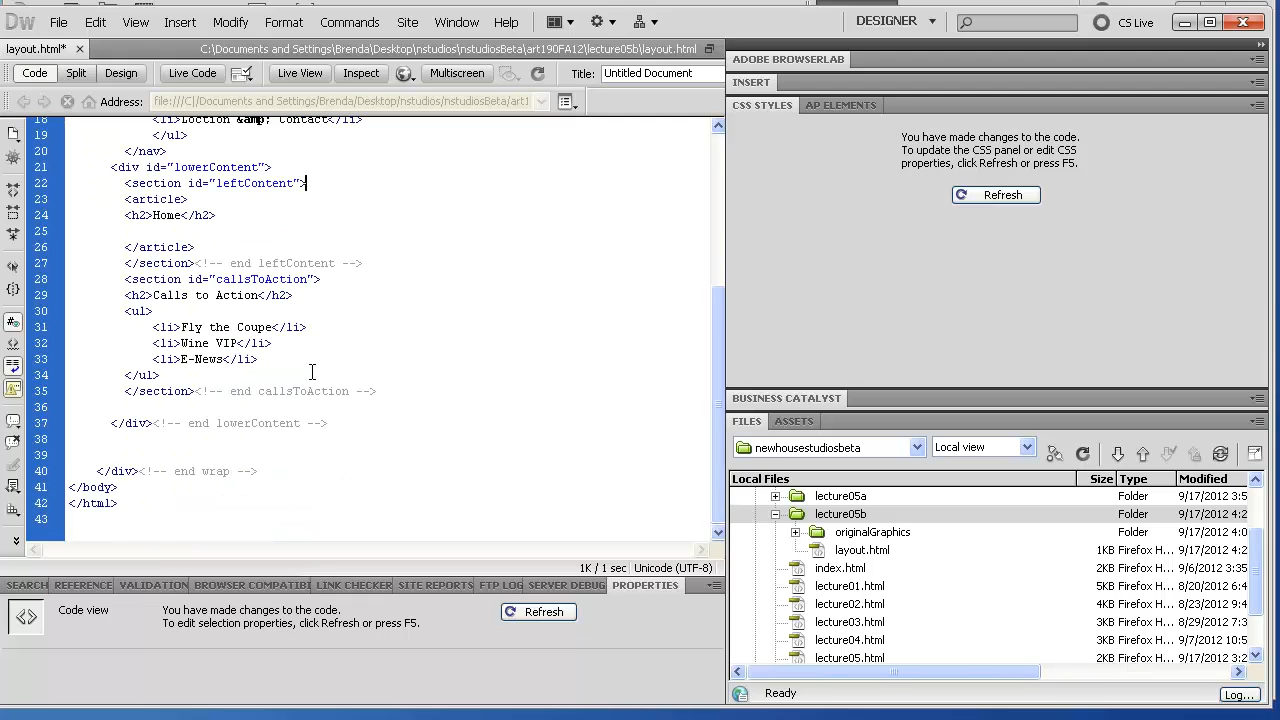 Dw File Edit View Insert Modify Format Commands Site Window Help DESIGNER CS Live
layout.html* C:\Documents and Settings\Brenda\Desktop\nstudios\nstudiosBeta\art190FA12\lecture05b\layout.html
Code Split Design Live Code Live View Inspect Multiscreen Title: Untitled Document
Address: file:///C|/Documents and Settings/Brenda/Desktop/nstudios/nstudiosBeta/art1
18 <li>Loction &amp; Contact</li>
19 </ul>
20 </nav>
21 <div id="lowerContent">
22 <section id="leftContent">
23 <article>
24 <h2>Home</h2>
25
26 </article>
27 </section><!-- end leftContent -->
28 <section id="callsToAction">
29 <h2>Calls to Action</h2>
30 <ul>
31 <li>Fly the Coupe</li>
32 <li>Wine VIP</li>
33 <li>E-News</li>
34 </ul>
35 </section><!-- end callsToAction -->
36
37 </div><!-- end lowerContent -->
38
39
40 </div><!-- end wrap -->
41 </body>
42 </html>
43
1K / 1 sec Unicode (UTF-8)
SEARCH REFERENCE VALIDATION BROWSER COMPATIBI LINK CHECKER SITE REPORTS FTP LOG SERVER DEBUG PROPERTIES
Code view You have made changes to the code.
To edit selection properties, click Refresh or press F5.
Refresh
ADOBE BROWSERLAB
INSERT
CSS STYLES AP ELEMENTS
You have made changes to the code.
To update the CSS panel or edit CSS
properties, click Refresh or press F5.
Refresh
BUSINESS CATALYST
FILES ASSETS
newhousestudiosbeta Local view
Local Files Size Type Modified
lecture05a Folder 9/17/2012 3:5
lecture05b Folder 9/17/2012 4:2
originalGraphics Folder 9/17/2012 4:0
layout.html 1KB Firefox H... 9/17/2012 4:2
index.html 2KB Firefox H... 9/6/2012 3:35
lecture01.html 5KB Firefox H... 8/20/2012 6:4
lecture02.html 4KB Firefox H... 8/23/2012 9:4
lecture03.html 3KB Firefox H... 8/29/2012 7:3
lecture04.html 3KB Firefox H... 9/7/2012 10:5
lecture05.html 2KB Firefox H... 9/17/2012 3:2
Ready Log...